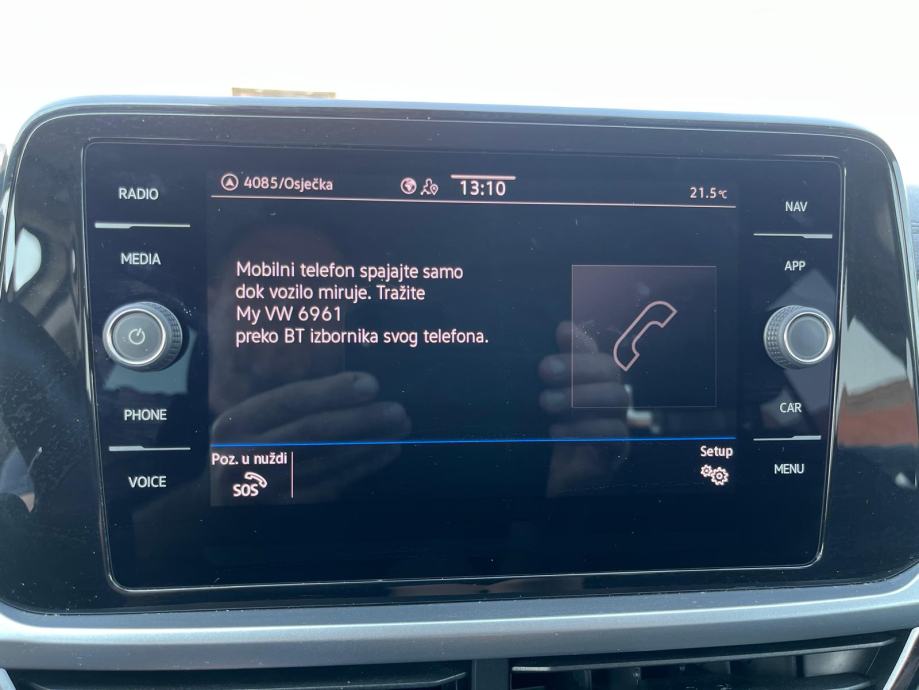 RADIO
MEDIA
PHONE
VOICE
4085/Osječka
13:10
21.5°C
Mobilni telefon spajajte samo
dok vozilo miruje. Tražite
My VW 6961
preko BT izbornika svog telefona.
Poz. u nuždi
SOS
Setup
NAV
APP
CAR
MENU